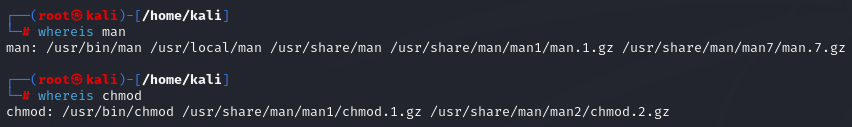 ┌──(root㉿kali)-[/home/kali]
└─# whereis man
man: /usr/bin/man /usr/local/man /usr/share/man /usr/share/man/man1/man.1.gz /usr/share/man/man7/man.7.gz
┌──(root㉿kali)-[/home/kali]
└─# whereis chmod
chmod: /usr/bin/chmod /usr/share/man/man1/chmod.1.gz /usr/share/man/man2/chmod.2.gz